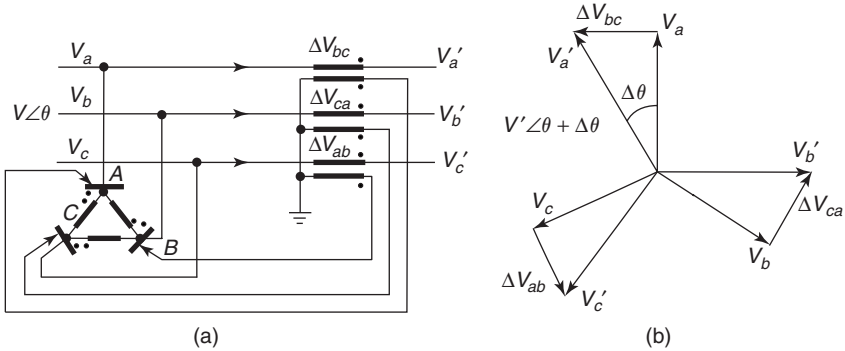 V_a ΔV_bc V_a′
V_b ΔV_ca V_b′
V∠θ
V_c ΔV_ab V_c′
A
C
B
(a)
ΔV_bc V_a
V_a′
Δθ
V′∠θ + Δθ
V_b′
V_c
ΔV_ca
V_b
ΔV_ab
V_c′
(b)